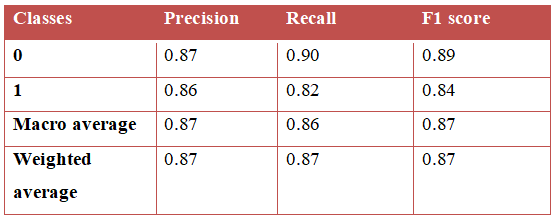 Classes Precision Recall F1 score
0 0.87 0.90 0.89
1 0.86 0.82 0.84
Macro average 0.87 0.86 0.87
Weighted 0.87 0.87 0.87
average